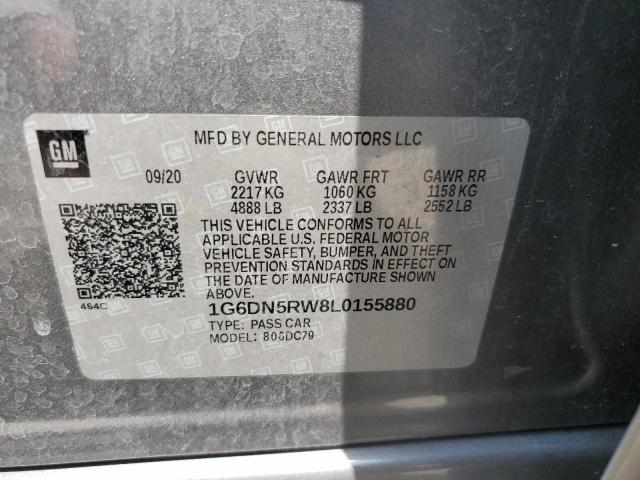 GM
MFD BY GENERAL MOTORS LLC
09/20 GVWR GAWR FRT GAWR RR
2217 KG 1060 KG 1158 KG
4888 LB 2337 LB 2552 LB
THIS VEHICLE CONFORMS TO ALL
APPLICABLE U.S. FEDERAL MOTOR
VEHICLE SAFETY, BUMPER, AND THEFT
PREVENTION STANDARDS IN EFFECT ON
THE DATE OF MANUFACTURE SHOWN
ABOVE.
484C
1G6DN5RW8L0155880
TYPE: PASS CAR
MODEL: 806DC79